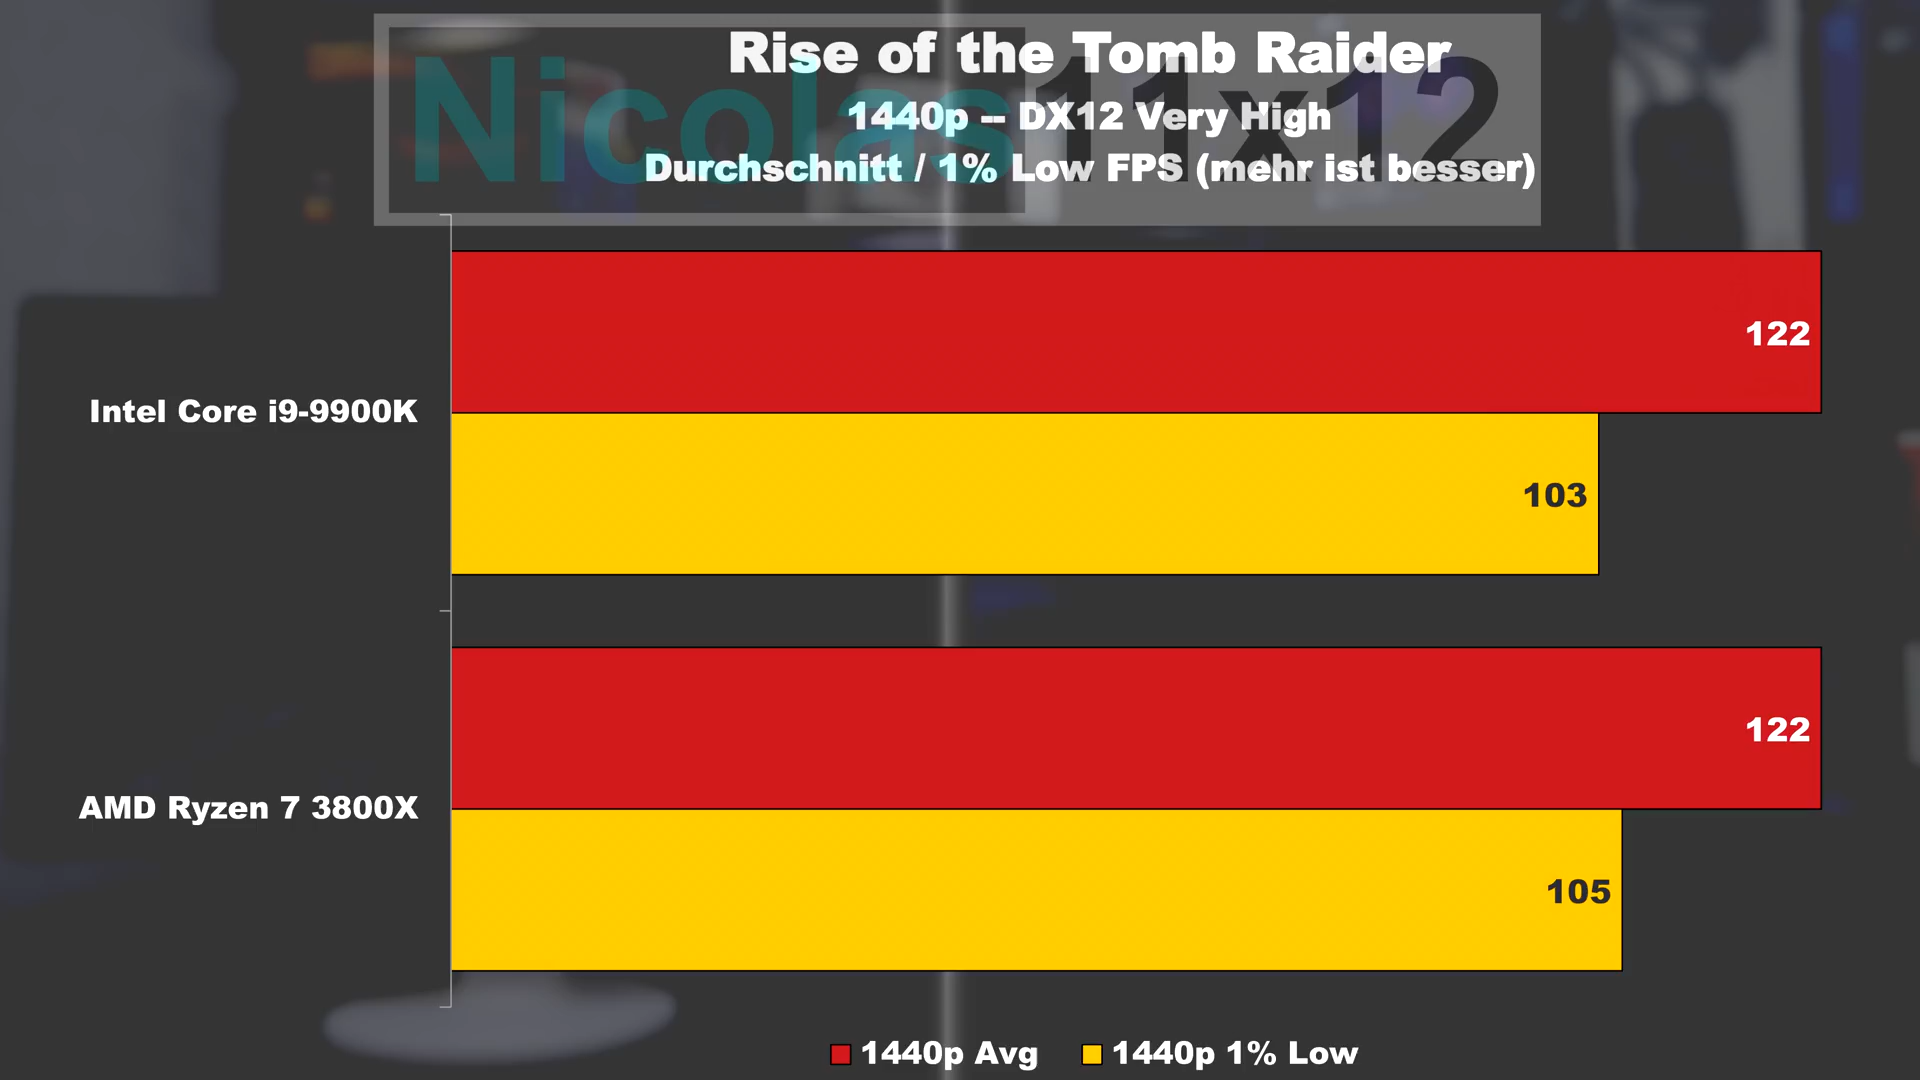 Nicolas11x12
Rise of the Tomb Raider
1440p -- DX12 Very High
Durchschnitt / 1% Low FPS (mehr ist besser)
Intel Core i9-9900K
122
103
AMD Ryzen 7 3800X
122
105
1440p Avg
1440p 1% Low